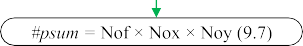 #psum = Nof × Nox × Noy (9.7)